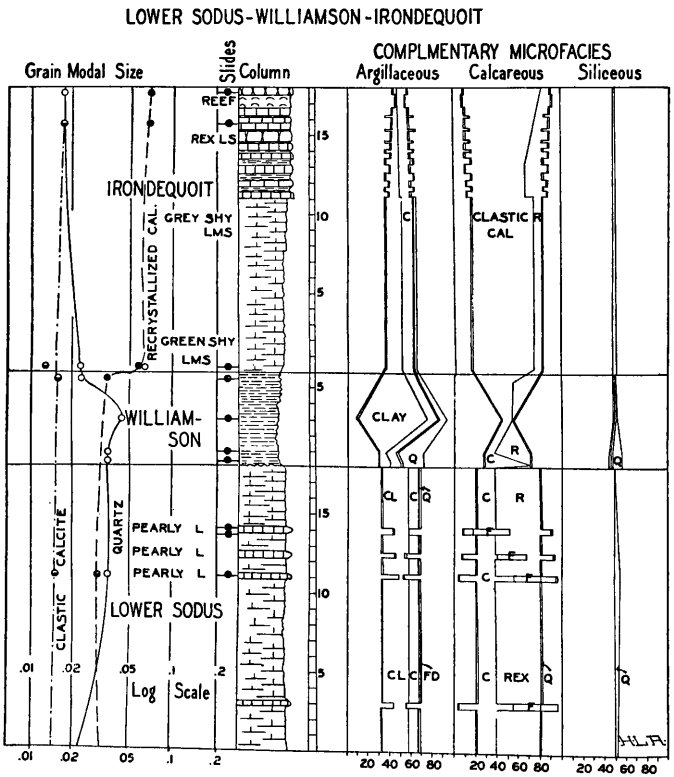 LOWER SODUS-WILLIAMSON-IRONDEQUOIT
COMPLMENTARY MICROFACIES
Grain Modal Size
Slides
Column
Argillaceous
Calcareous
Siliceous
REEF
REX LS
IRONDEQUOIT
GREY SHY
LMS
RECRYSTALLIZED CAL.
GREEN SHY
LMS
WILLIAM-
SON
QUARTZ
CLASTIC CALCITE
PEARLY L
PEARLY L
PEARLY L
LOWER SODUS
.01 .02 .05 .1 .2
Log Scale
.01 .02 .05 0.1 .2
15
10
5
5
15
10
5
C
CLAY
Q
CL C Q
CL C FD
CLASTIC R
CAL
R
C
C R
F
F
C F
C REX Q
F
Q
Q
H.L.A.
20 40 60 80
20 40 60 80
20 40 60 80